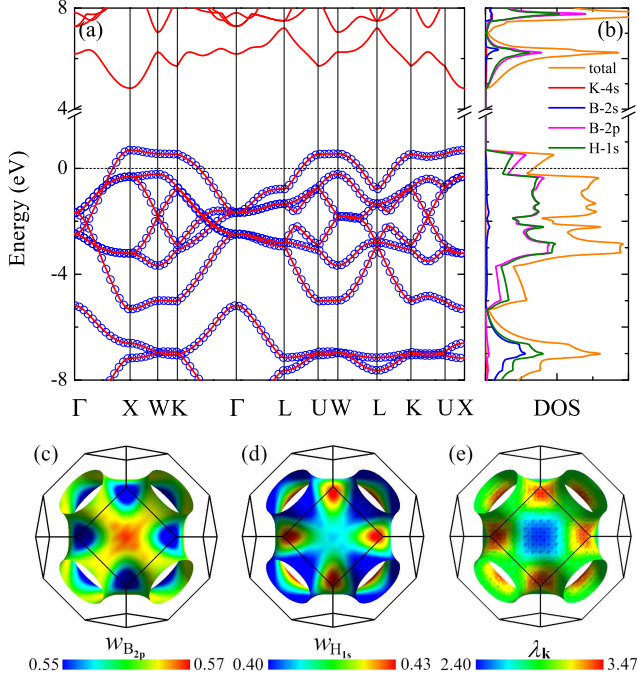 (a)
(b)
8
4
0
-4
-8
Energy (eV)
total
K-4s
B-2s
B-2p
H-1s
Γ X W K Γ L U W L K U X
DOS
(c) (d) (e)
w_B₂ₚ w_H₁ₛ λ_k
0.55 0.57 0.40 0.43 2.40 3.47